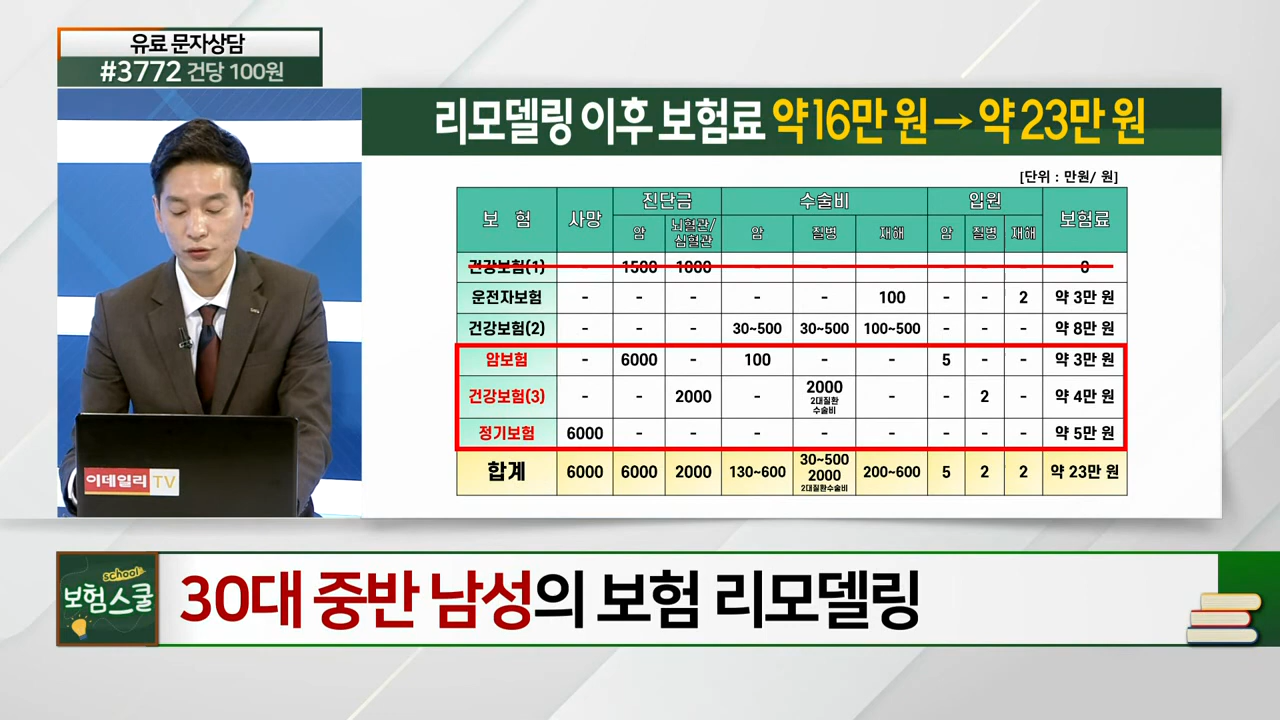 유료 문자상담
#3772 건당 100원
리모델링 이후 보험료 약 16만 원 → 약 23만 원
[단위 : 만원/ 원]
보 험 사망 진단금 수술비 입원 보험료
암 뇌혈관/심혈관 암 질병 재해 암 질병 재해
건강보험(1) - 1500 1000 - - - - - - 0
운전자보험 - - - - - 100 - - 2 약 3만 원
건강보험(2) - - - 30~500 30~500 100~500 - - - 약 8만 원
암보험 - 6000 - 100 - - 5 - - 약 3만 원
건강보험(3) - - 2000 - 2000 2대질환 수술비 - - 2 - 약 4만 원
정기보험 6000 - - - - - - - - 약 5만 원
합계 6000 6000 2000 130~600 30~500 2000 2대질환수술비 200~600 5 2 2 약 23만 원
이데일리 TV
school
보험스쿨
30대 중반 남성의 보험 리모델링